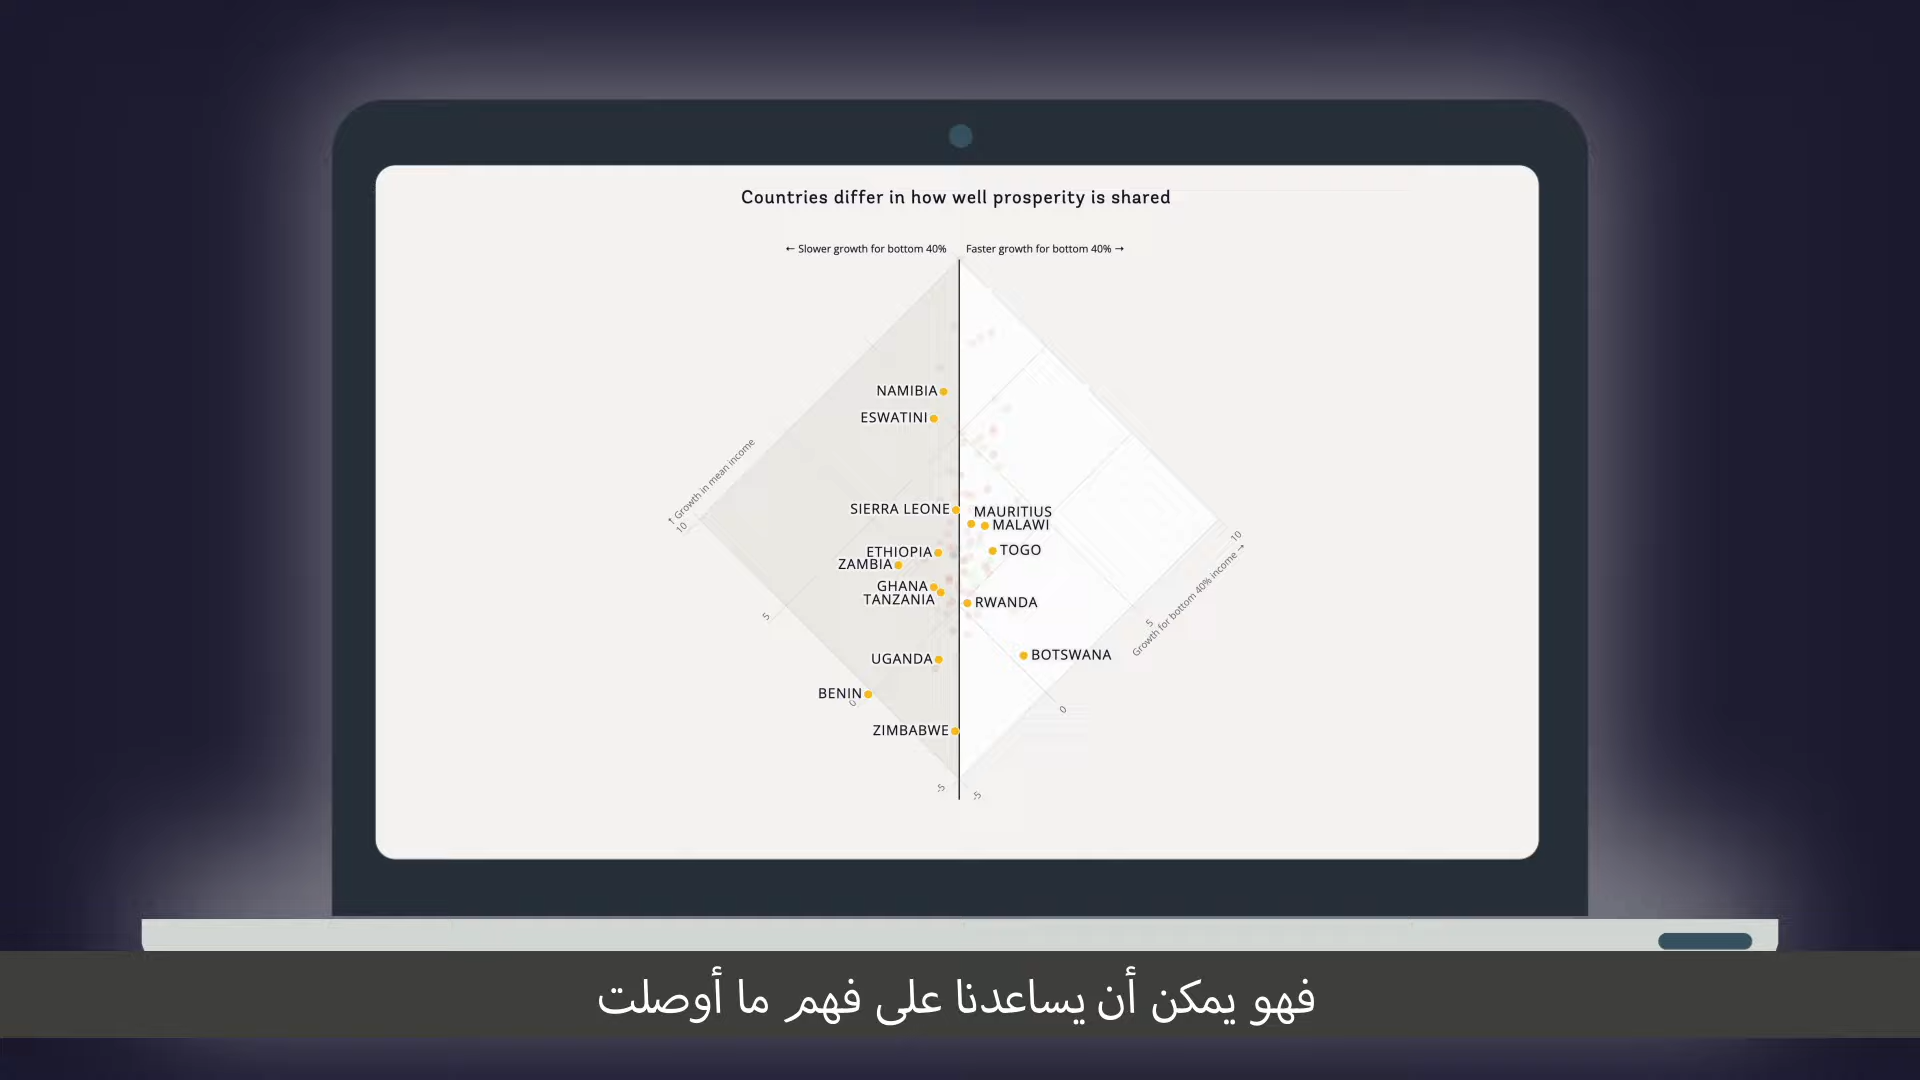 Countries differ in how well prosperity is shared
← Slower growth for bottom 40%
Faster growth for bottom 40% →
NAMIBIA
ESWATINI
↑ Growth in mean income
10
SIERRA LEONE
MAURITIUS
MALAWI
10
ETHIOPIA
TOGO
ZAMBIA
GHANA
TANZANIA
RWANDA
5
5
Growth for bottom 40% income →
UGANDA
BOTSWANA
BENIN
0
0
ZIMBABWE
-5
-5
فهو يمكن أن يساعدنا على فهم ما أوصلت